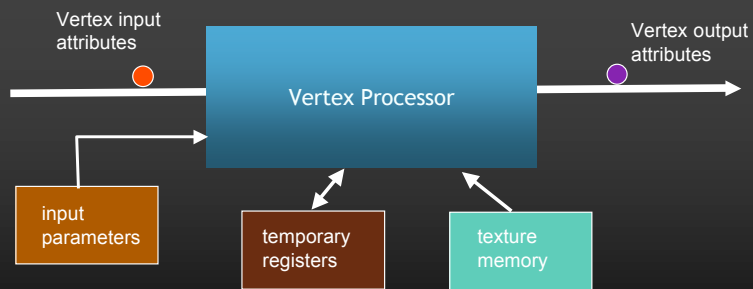 Vertex input
attributes
Vertex output
attributes
Vertex Processor
input
parameters
temporary
registers
texture
memory